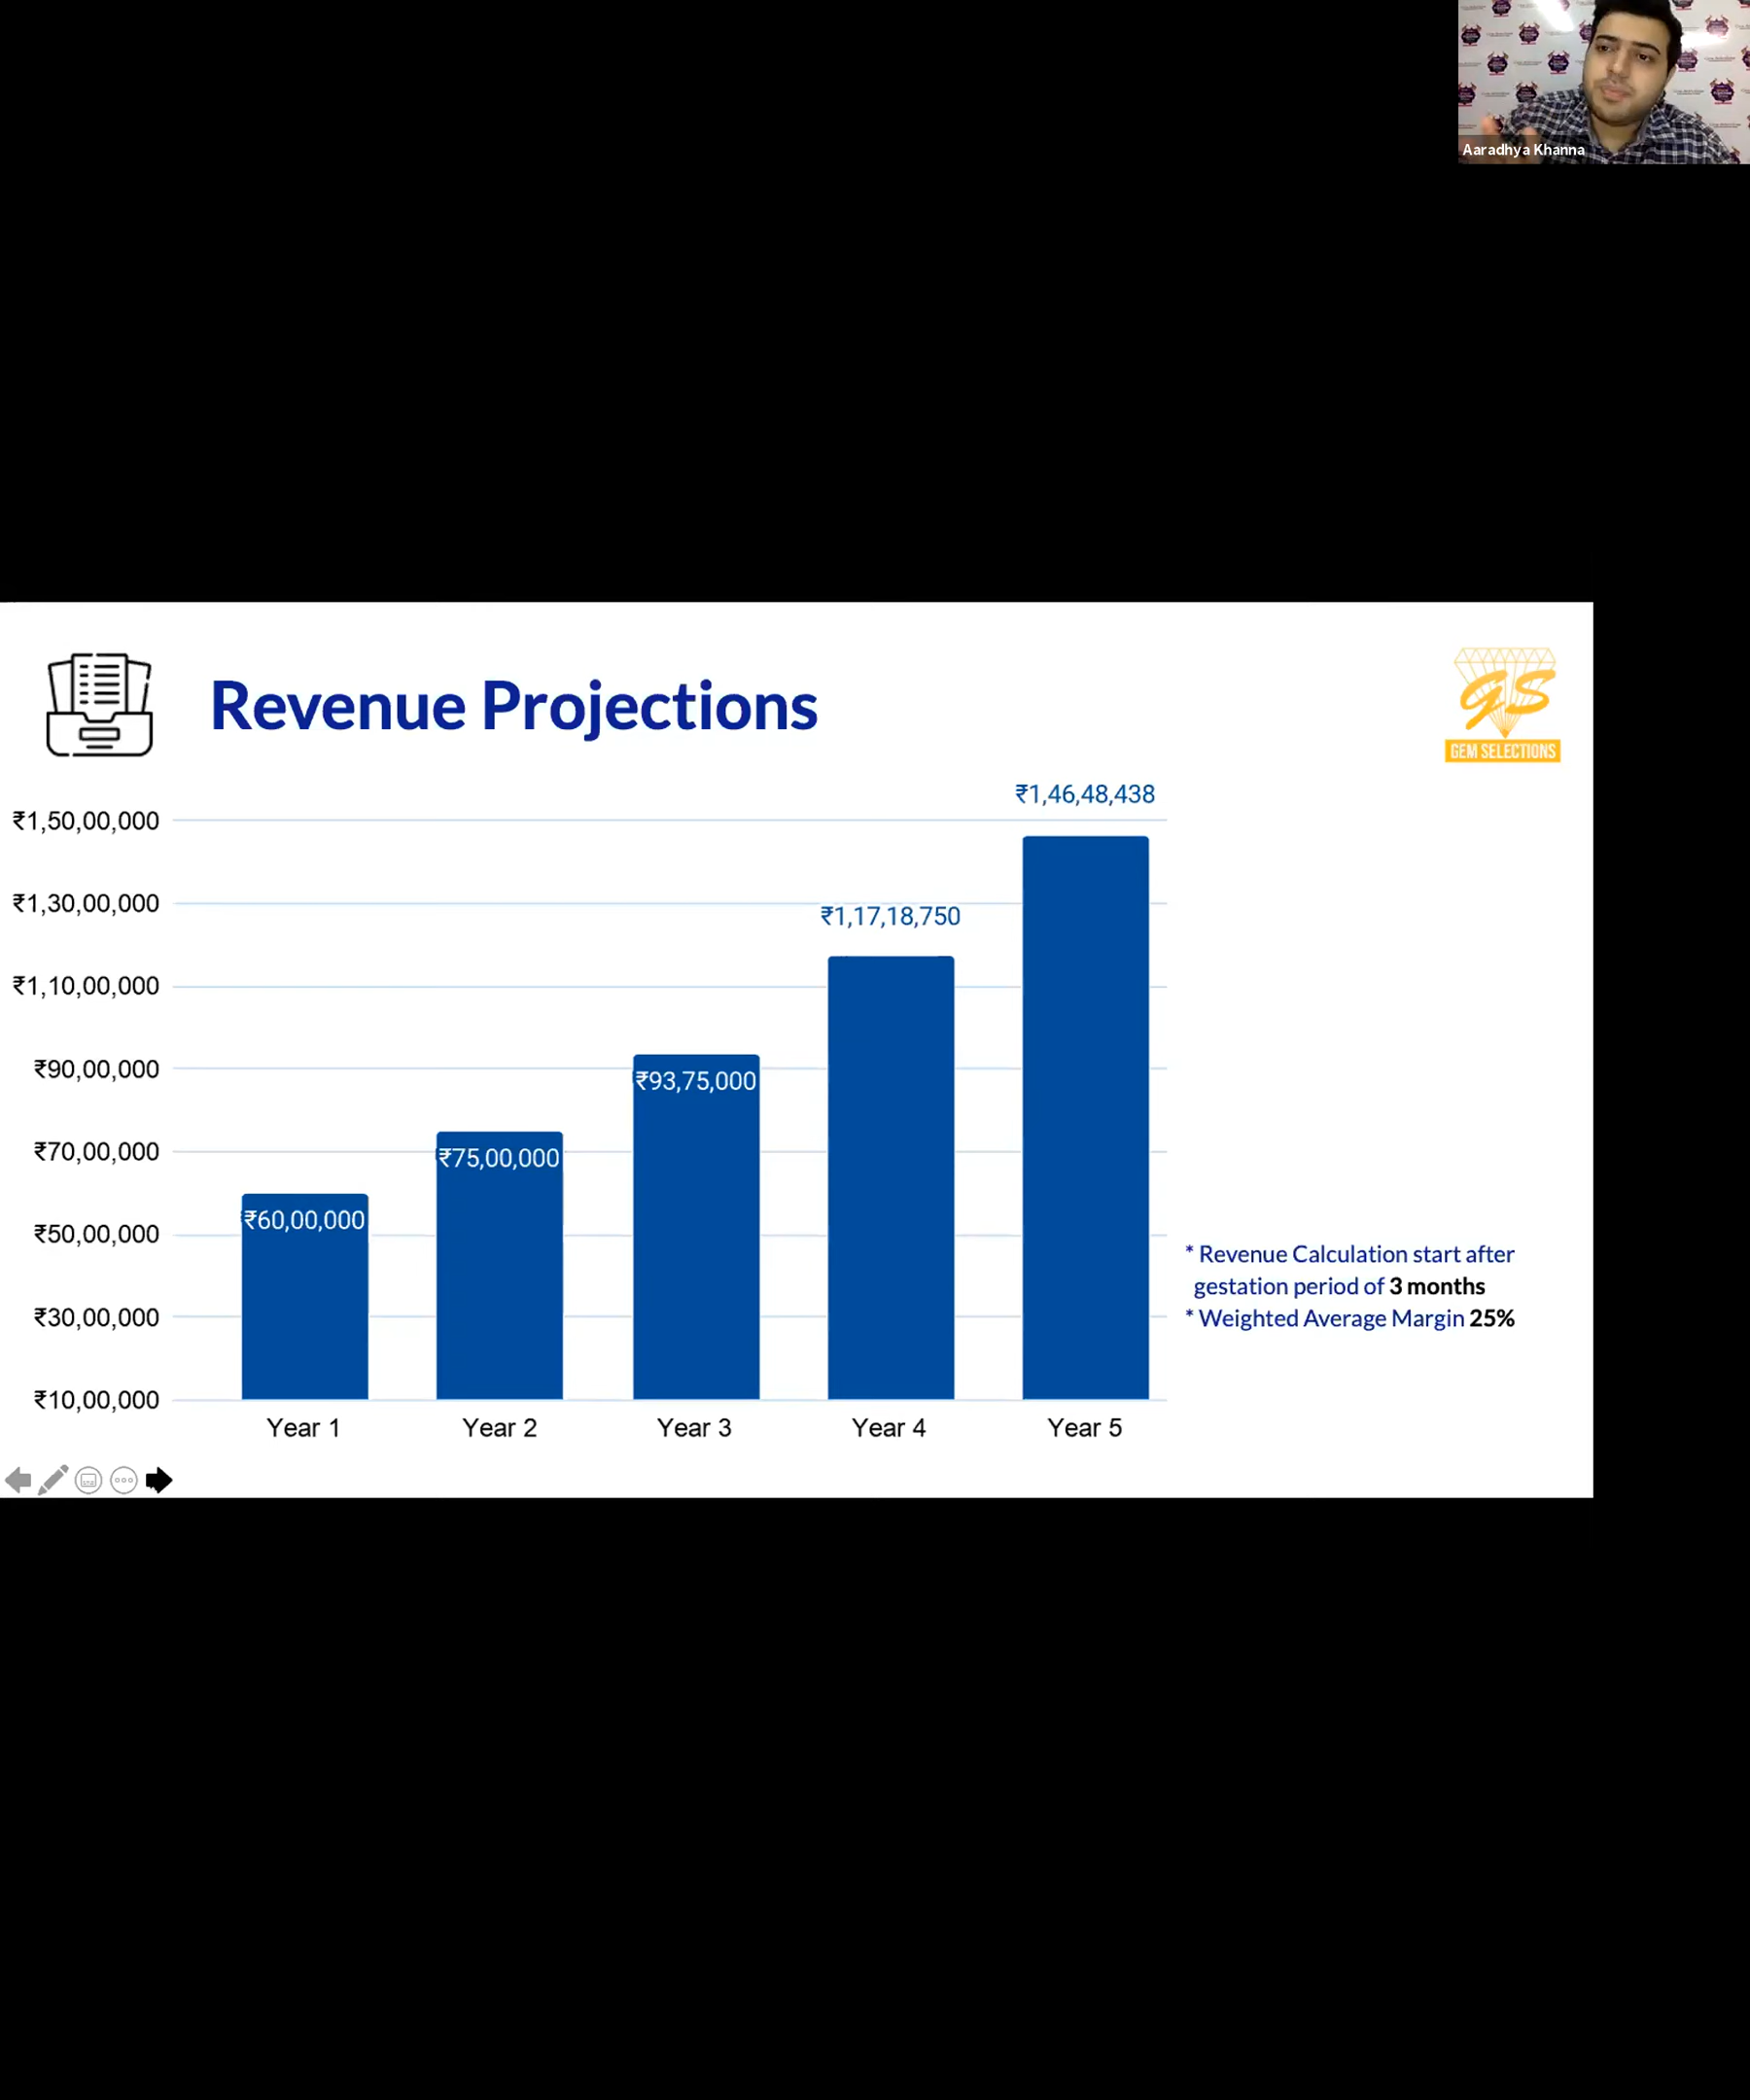 Aaradhya Khanna
Revenue Projections
GS
GEM SELECTIONS
₹1,50,00,000
₹1,30,00,000
₹1,10,00,000
₹90,00,000
₹70,00,000
₹50,00,000
₹30,00,000
₹10,00,000
₹60,00,000
₹75,00,000
₹93,75,000
₹1,17,18,750
₹1,46,48,438
Year 1
Year 2
Year 3
Year 4
Year 5
* Revenue Calculation start after
gestation period of 3 months
* Weighted Average Margin 25%